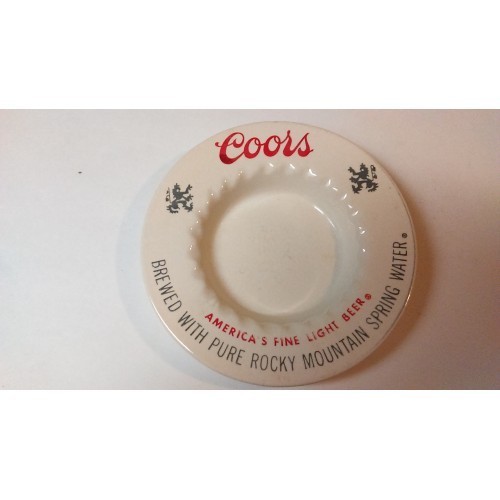 Coors
AMERICA S FINE LIGHT BEER®
BREWED WITH PURE ROCKY MOUNTAIN SPRING WATER®